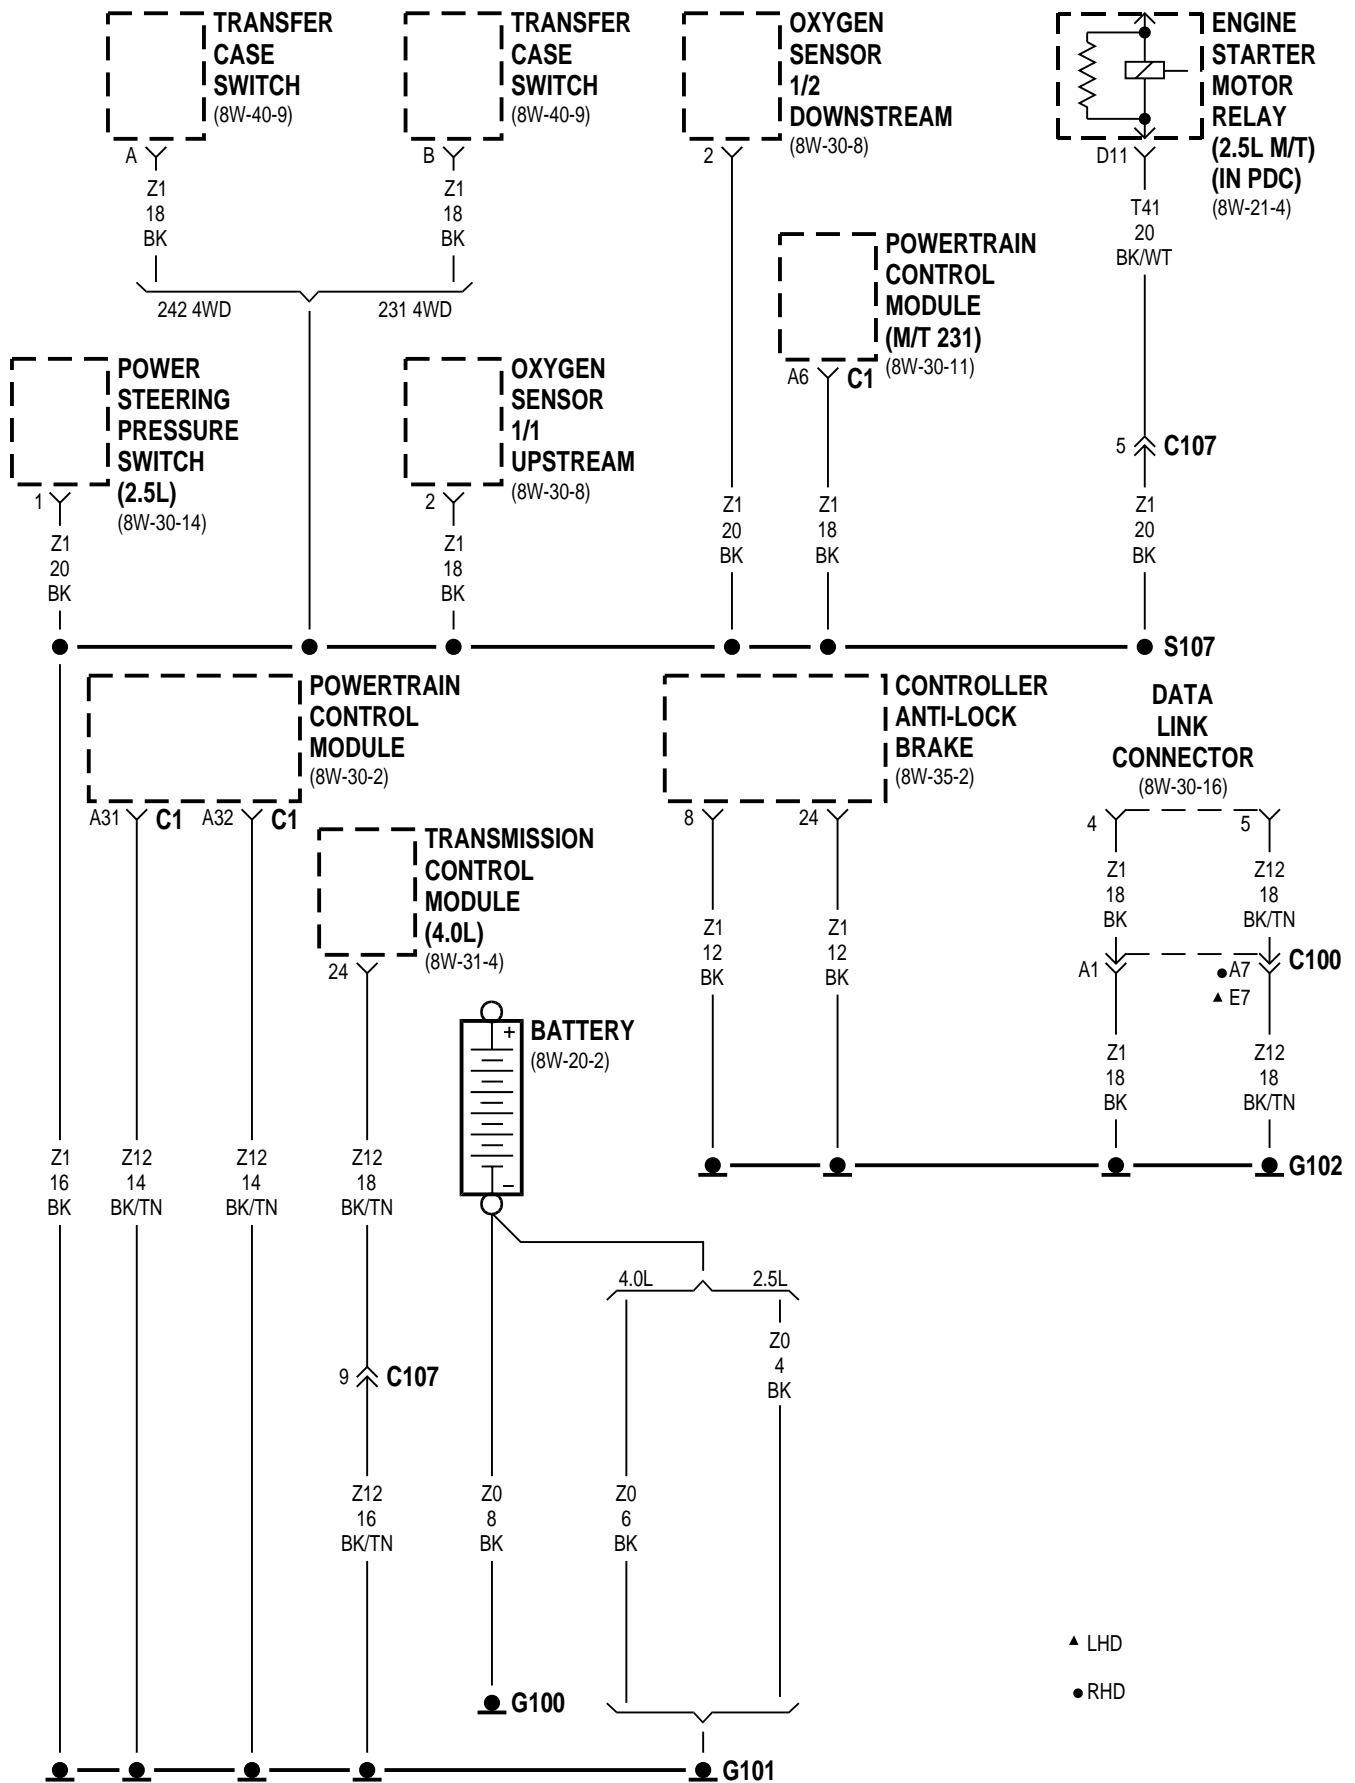 TRANSFER
CASE
SWITCH
(8W-40-9)
A
Z1
18
BK
TRANSFER
CASE
SWITCH
(8W-40-9)
B
Z1
18
BK
242 4WD
231 4WD
OXYGEN
SENSOR
1/2
DOWNSTREAM
(8W-30-8)
2
Z1
20
BK
ENGINE
STARTER
MOTOR
RELAY
(2.5L M/T)
(IN PDC)
(8W-21-4)
D11
T41
20
BK/WT
5
C107
Z1
20
BK
POWERTRAIN
CONTROL
MODULE
(M/T 231)
(8W-30-11)
A6
C1
Z1
18
BK
POWER
STEERING
PRESSURE
SWITCH
(2.5L)
(8W-30-14)
1
Z1
20
BK
OXYGEN
SENSOR
1/1
UPSTREAM
(8W-30-8)
2
Z1
18
BK
S107
POWERTRAIN
CONTROL
MODULE
(8W-30-2)
A31
C1
A32
C1
TRANSMISSION
CONTROL
MODULE
(4.0L)
(8W-31-4)
24
CONTROLLER
ANTI-LOCK
BRAKE
(8W-35-2)
8
24
Z1
12
BK
Z1
12
BK
DATA
LINK
CONNECTOR
(8W-30-16)
4
5
Z1
18
BK
Z12
18
BK/TN
A1
A7
E7
C100
Z1
18
BK
Z12
18
BK/TN
G102
BATTERY
(8W-20-2)
+
−
Z1
16
BK
Z12
14
BK/TN
Z12
14
BK/TN
Z12
18
BK/TN
9
C107
Z12
16
BK/TN
4.0L
2.5L
Z0
4
BK
Z0
8
BK
Z0
6
BK
G100
G101
▲ LHD
● RHD